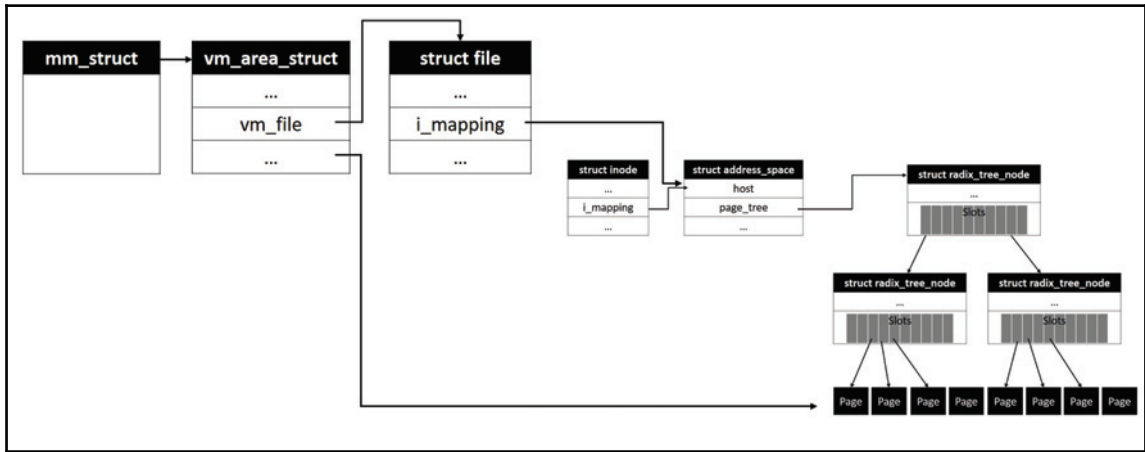 mm_struct
vm_area_struct
...
vm_file
...
struct file
...
i_mapping
...
struct inode
...
i_mapping
...
struct address_space
host
page_tree
...
struct radix_tree_node
...
Slots
struct radix_tree_node
...
Slots
struct radix_tree_node
...
Slots
Page
Page
Page
Page
Page
Page
Page
Page